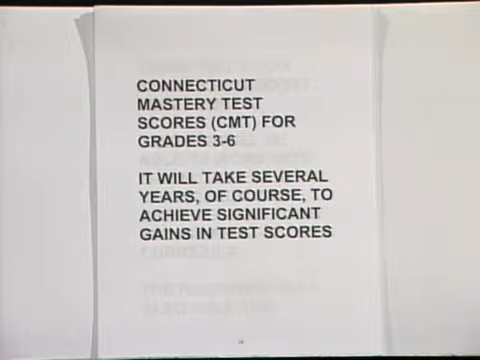 CONNECTICUT
MASTERY TEST
SCORES (CMT) FOR
GRADES 3-6
IT WILL TAKE SEVERAL
YEARS, OF COURSE, TO
ACHIEVE SIGNIFICANT
GAINS IN TEST SCORES